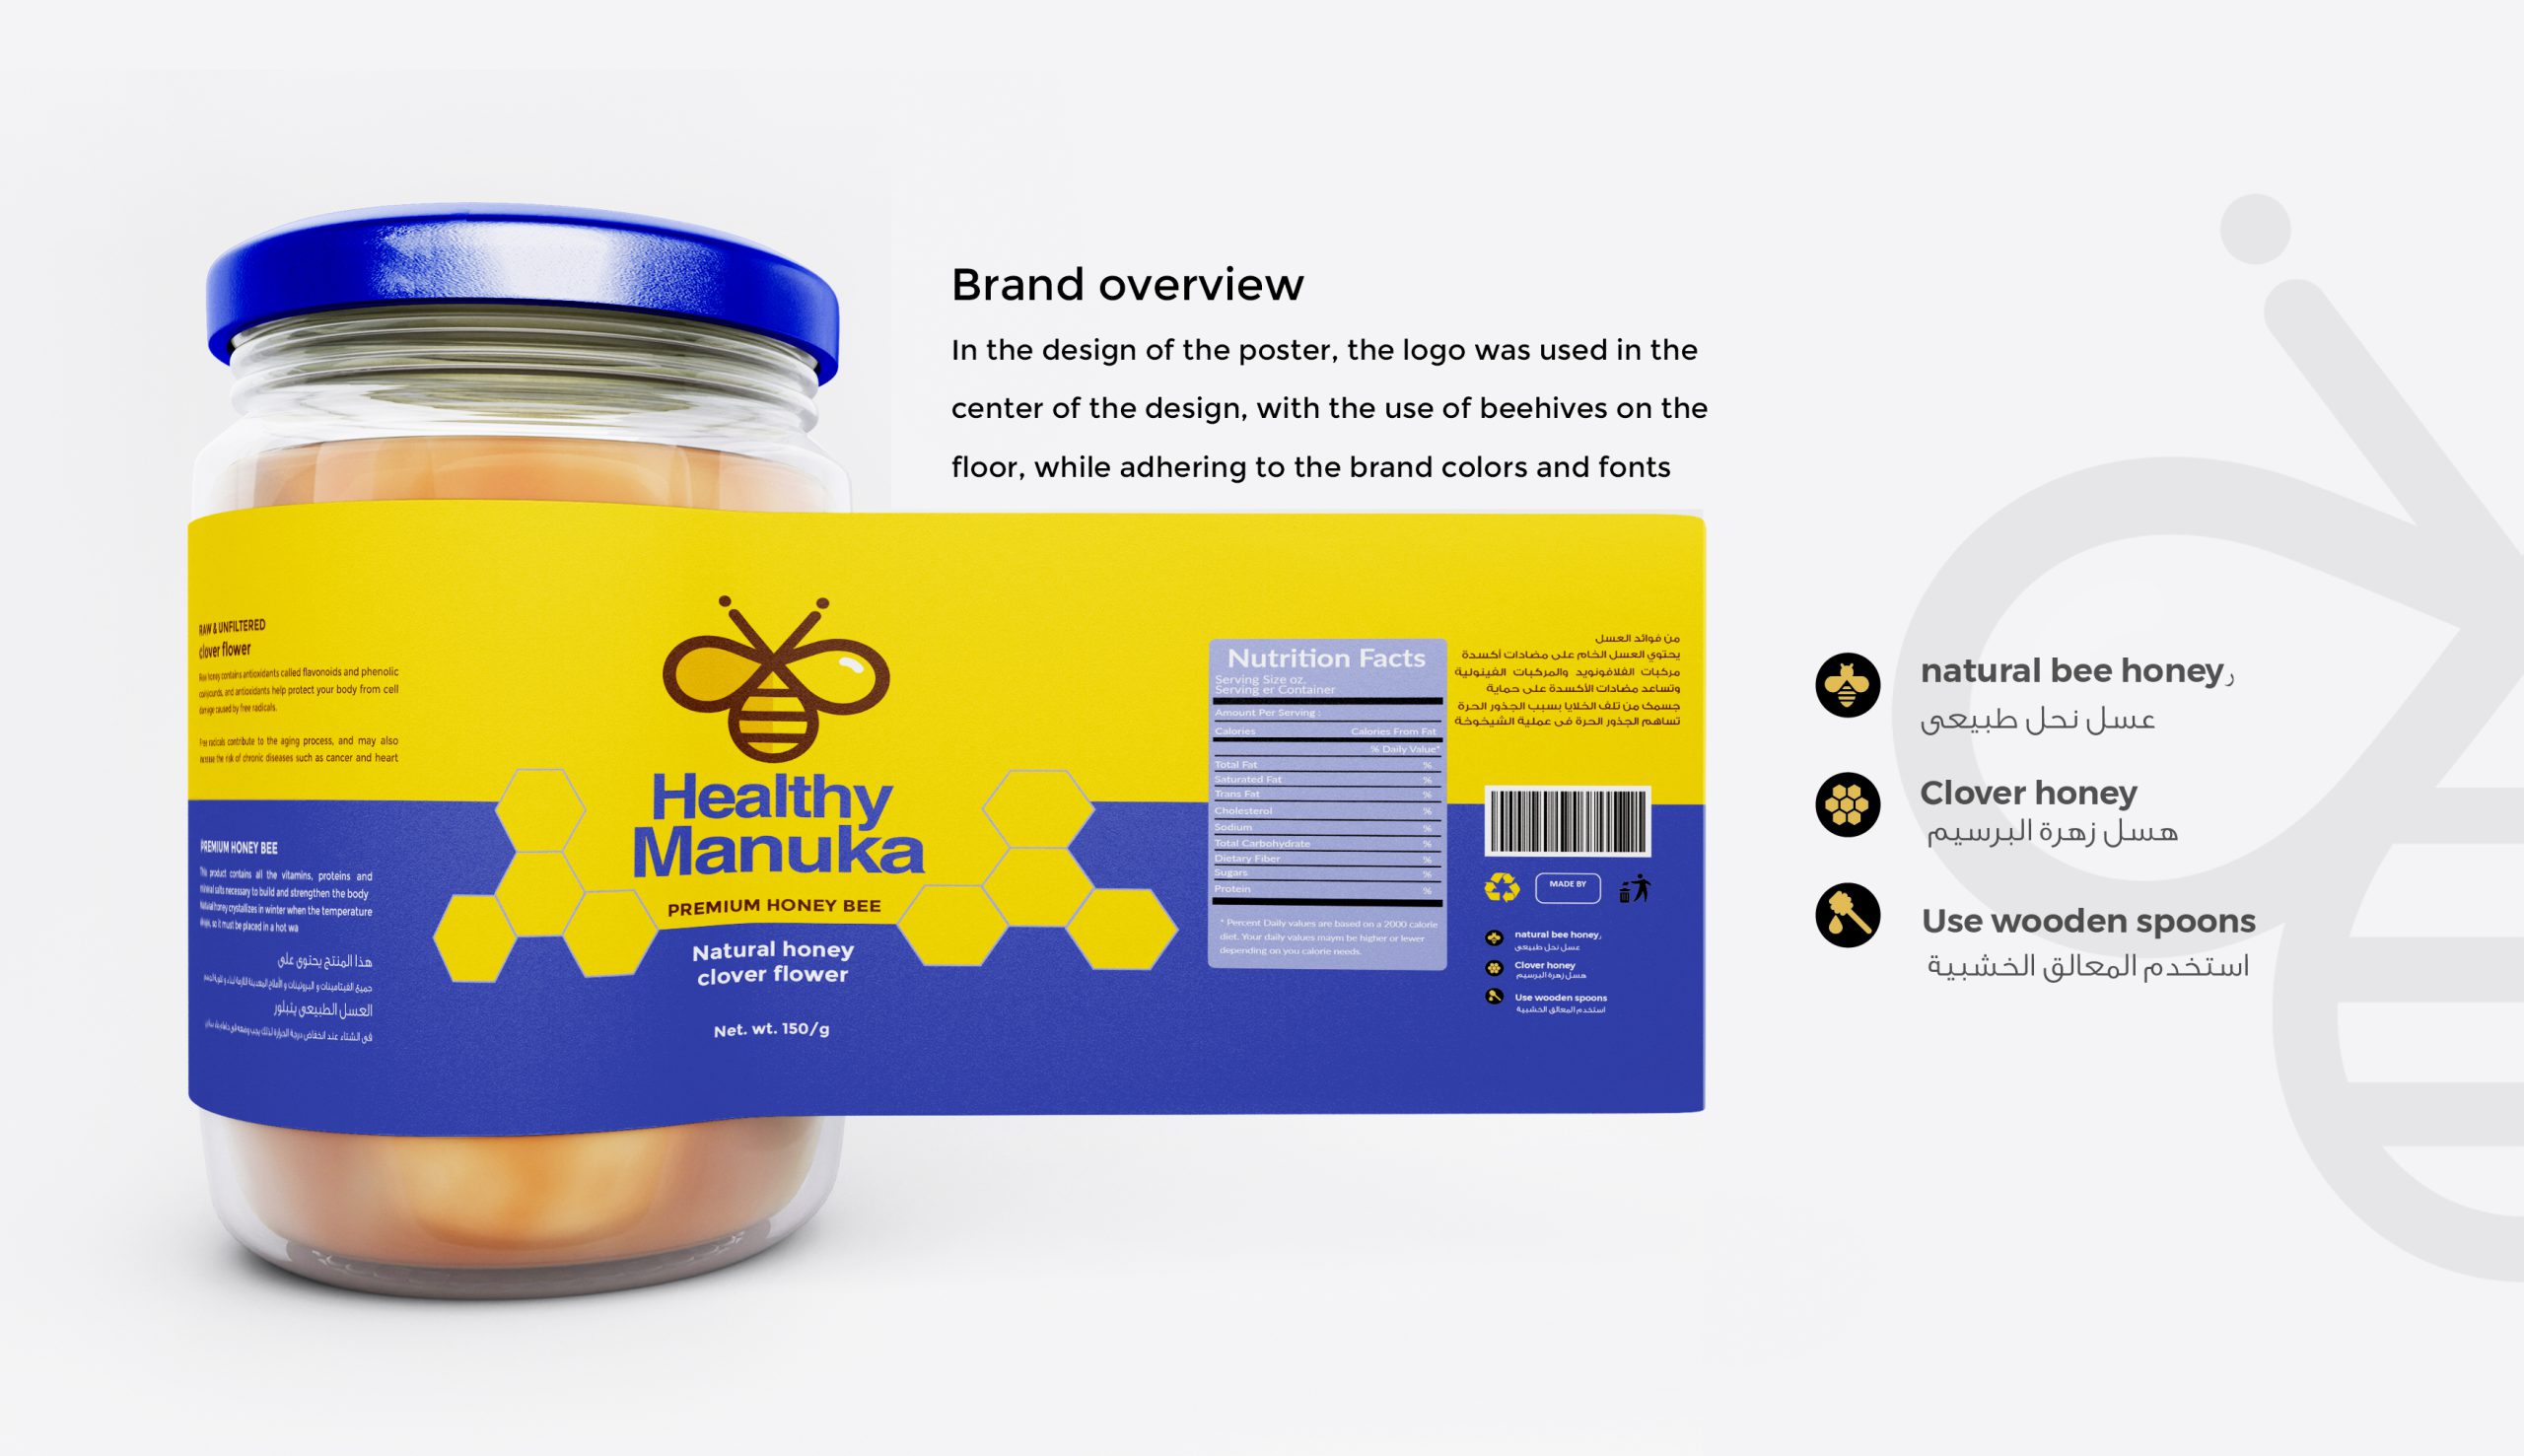 Brand overview
In the design of the poster, the logo was used in the
center of the design, with the use of beehives on the
floor, while adhering to the brand colors and fonts
RAW & UNFILTERED
clover flower
Raw honey contains antioxidants called flavonoids and phenolic
compounds, and antioxidants help protect your body from cell
damage caused by free radicals.
Free radicals contribute to the aging process, and may also
increase the risk of chronic diseases such as cancer and heart
PREMIUM HONEY BEE
This product contains all the vitamins, proteins and
mineral salts necessary to build and strengthen the body
Natural honey crystallizes in winter when the temperature
drops, so it must be placed in a hot wa
هذا المنتج يحتوي على
جميع الفيتامينات و البروتينات و الأملاح المعدنية اللازمة لبناء و تقوية الجسم
العسل الطبيعي يتبلور
في الشتاء عند انخفاض درجة الحرارة لذلك يجب وضعه في
Healthy
Manuka
PREMIUM HONEY BEE
Natural honey
clover flower
Net. wt. 150/g
Nutrition Facts
Serving Size oz.
Serving er Container
Amount Per Serving :
Calories Calories From Fat
% Daily Value*
Total Fat %
Saturated Fat %
Trans Fat %
Cholesterol %
Sodium %
Total Carbohydrate %
Dietary Fiber %
Sugars %
Protein %
* Percent Daily values are based on a 2000 calorie
diet. Your daily values maym be higher or lewer
depending on you calorie needs.
من فوائد العسل
يحتوي العسل الخام على مضادات أكسدة
مركبات الفلافونويد والمركبات الفينولية
وتساعد مضادات الأكسدة على حماية
جسمك من تلف الخلايا بسبب الجذور الحرة
تساهم الجذور الحرة في عملية الشيخوخة
MADE BY
natural bee honeyر
عسل نحل طبيعى
Clover honey
هسل زهرة البرسيم
Use wooden spoons
استخدم المعالق الخشبية
natural bee honeyر
عسل نحل طبيعى
Clover honey
هسل زهرة البرسيم
Use wooden spoons
استخدم المعالق الخشبية